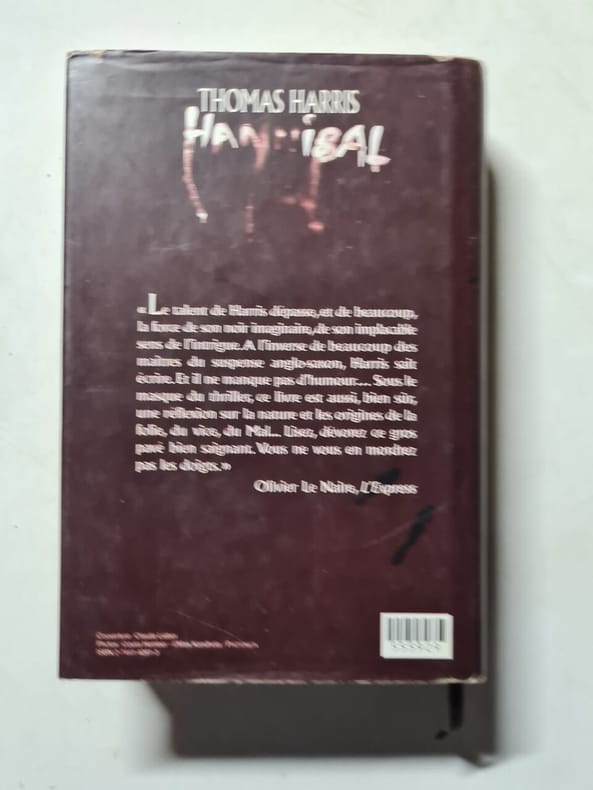 THOMAS HARRIS
HANNIBAL
« Le talent de Harris dépasse, et de beaucoup,
la force de son noir imaginaire, de son implacable
sens de l'intrigue. A l'inverse de beaucoup des
maîtres du suspense anglo-saxon, Harris sait
écrire. Et il ne manque pas d'humour... Sous le
masque du thriller, ce livre est aussi, bien sûr,
une réflexion sur la nature et les origines de la
folie, du vice, du Mal... Lisez, dévorez ce gros
pavé bien saignant. Vous ne vous en mordrez
pas les doigts. »
Olivier Le Naire, L'Express
Couverture :